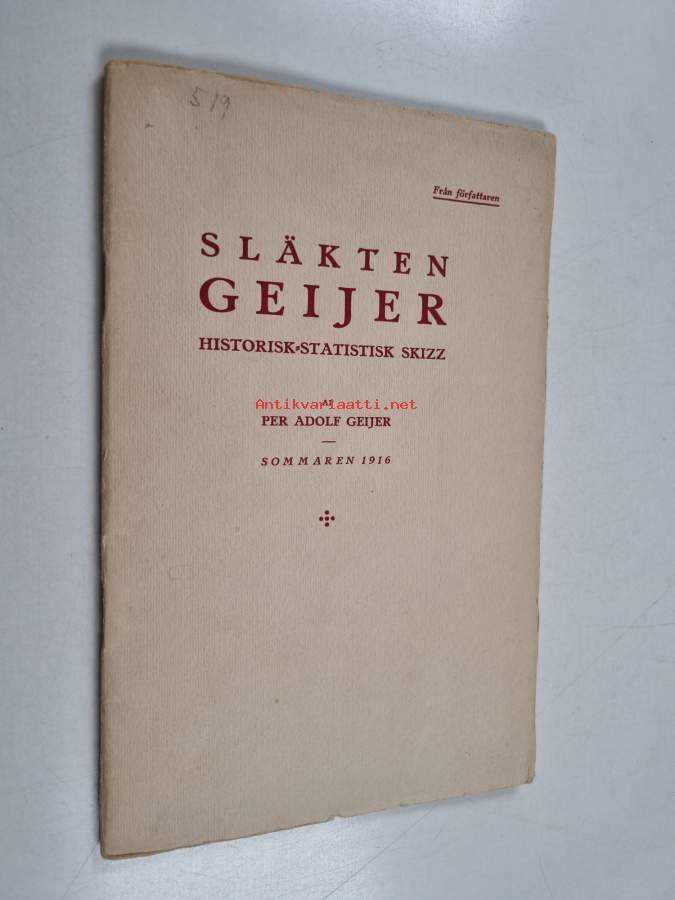 519
Från författaren
SLÄKTEN
GEIJER
HISTORISK-STATISTISK SKIZZ
AF
Antikvariaatti.net
PER ADOLF GEIJER
SOMMAREN 1916